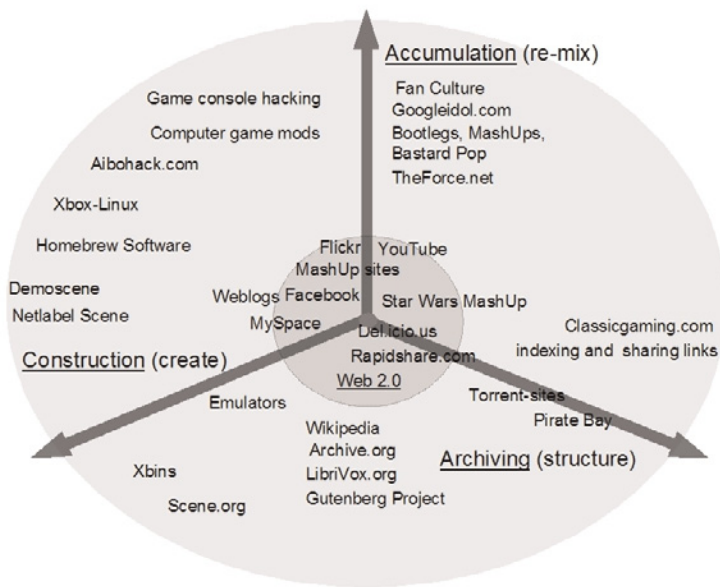 Accumulation (re-mix)
Fan Culture
Googleidol.com
Bootlegs, MashUps,
Bastard Pop
TheForce.net
Game console hacking
Computer game mods
Aibohack.com
Xbox-Linux
Homebrew Software
Demoscene
Netlabel Scene
Construction (create)
Flickr
YouTube
MashUp sites
Weblogs
Facebook
Star Wars MashUp
MySpace
Del.icio.us
Rapidshare.com
Web 2.0
Classicgaming.com
indexing and sharing links
Torrent-sites
Pirate Bay
Archiving (structure)
Emulators
Wikipedia
Archive.org
LibriVox.org
Gutenberg Project
Xbins
Scene.org